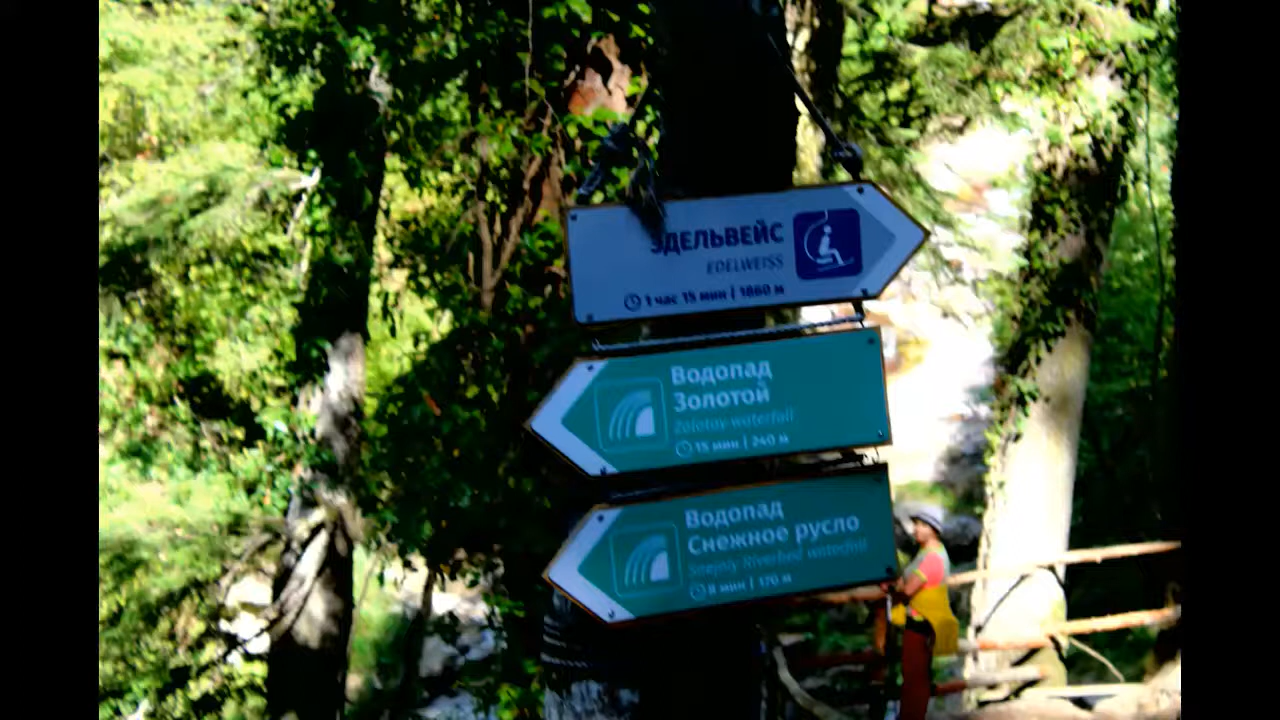 ЭДЕЛЬВЕЙС
EDELWEISS
1 час 15 мин | 1860 м
Водопад
Золотой
Zolotoy waterfall
15 мин | 240 м
Водопад
Снежное русло
Snejniy Riverbed waterfall
8 мин | 170 м